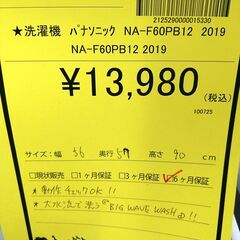 2125290000015330
★洗濯機 パナソニック NA-F60PB12 2019
NA-F60PB12 2019
¥13,980
(税込)
100725
サイズ:幅 56 奥行 57 高さ 90 cm
□現状販売 □1ヶ月保証 □3ヶ月保証 ☑6ヶ月保証
★ 動作チェックOK!!
★ 大水流で洗う "BIG WAVE WASH